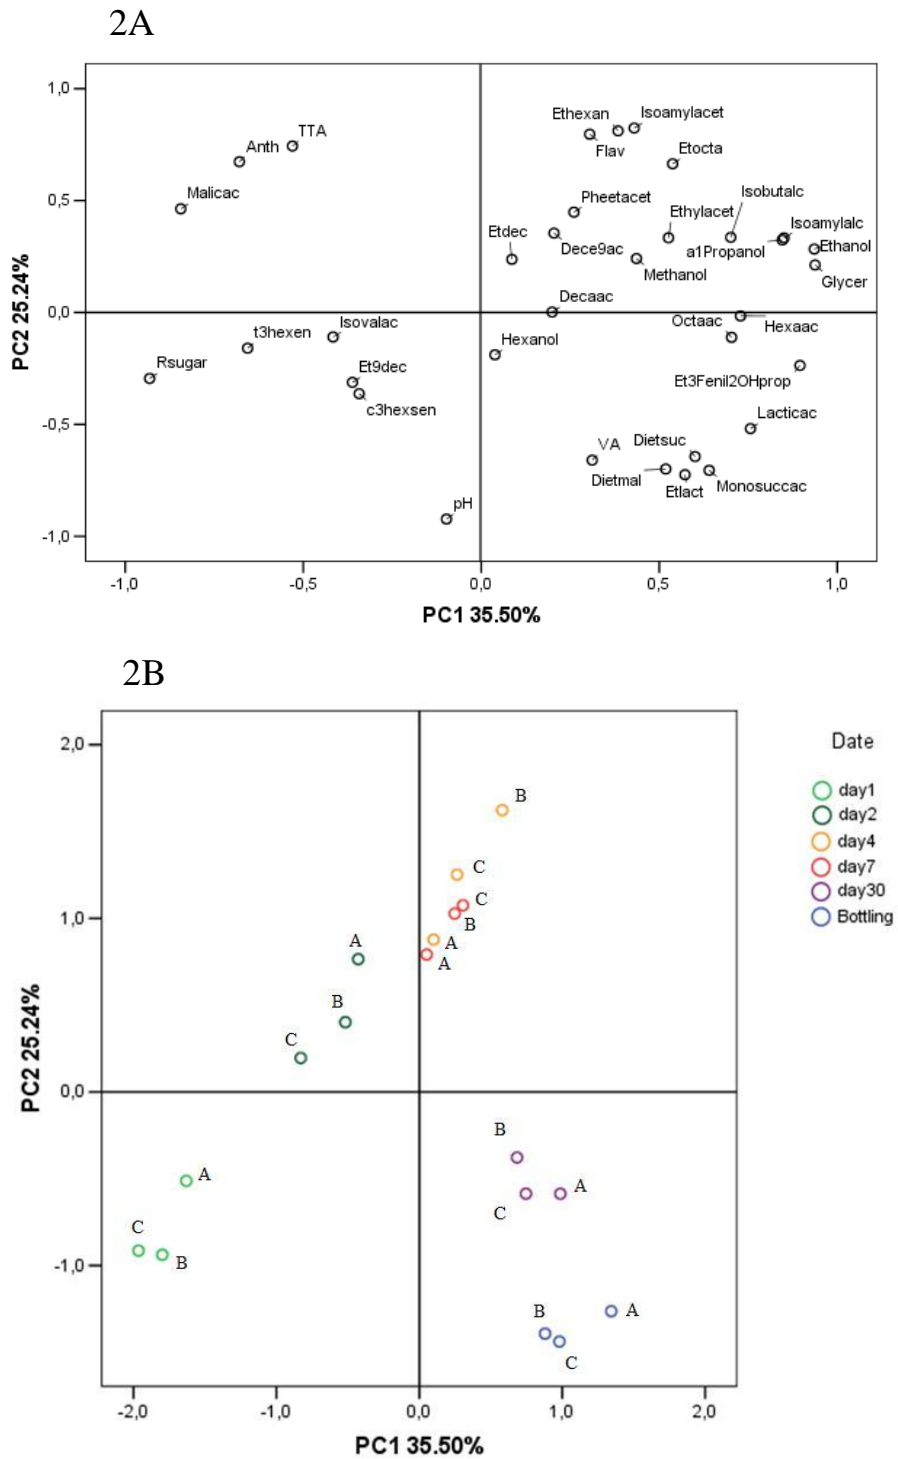 2A
1,0
0,5
0,0
-0,5
-1,0
PC2 25.24%
TTA
Anth
Malicac
Ethexan
Isoamylacet
Flav
Etocta
Pheetacet
Isobutalc
Ethylacet
Etdec
Isoamylalc
Dece9ac
a1Propanol
Ethanol
Methanol
Glycer
Decaac
Isovalac
t3hexen
Octaac
Hexaac
Hexanol
Rsugar
Et9dec
Et3Fenil2OHprop
c3hexsen
Lacticac
VA
Dietsuc
Dietmal
Monosuccac
Etlact
pH
-1,0
-0,5
0,0
0,5
1,0
PC1 35.50%
2B
2,0
1,0
0,0
-1,0
PC2 25.24%
B
C
C
B
A
A
A
B
C
A
C
B
B
A
C
B
A
C
-2,0
-1,0
0,0
1,0
2,0
PC1 35.50%
Date
day1
day2
day4
day7
day30
Bottling